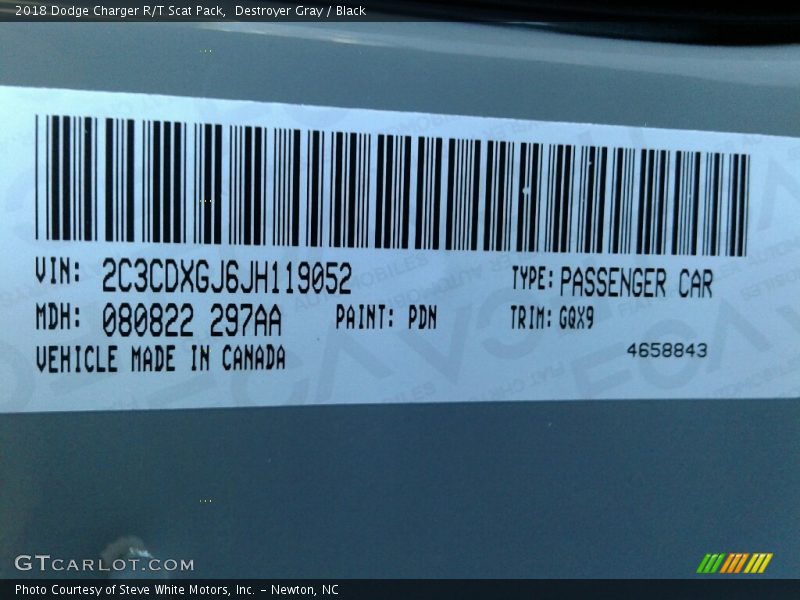 2018 Dodge Charger R/T Scat Pack, Destroyer Gray / Black
VIN: 2C3CDXGJ6JH119052 TYPE: PASSENGER CAR
MDH: 080822 297AA PAINT: PDN TRIM: GQX9
VEHICLE MADE IN CANADA 4658843
GTCARLOT.COM
Photo Courtesy of Steve White Motors, Inc. – Newton, NC